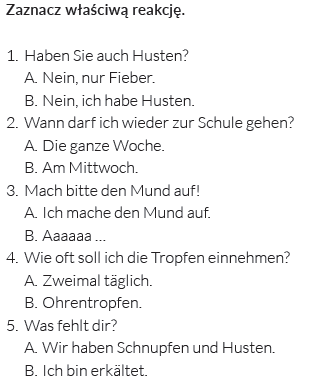 Zaznacz właściwą reakcję.
1. Haben Sie auch Husten?
A. Nein, nur Fieber.
B. Nein, ich habe Husten.
2. Wann darf ich wieder zur Schule gehen?
A. Die ganze Woche.
B. Am Mittwoch.
3. Mach bitte den Mund auf!
A. Ich mache den Mund auf.
B. Aaaaaa ...
4. Wie oft soll ich die Tropfen einnehmen?
A. Zweimal täglich.
B. Ohrentropfen.
5. Was fehlt dir?
A. Wir haben Schnupfen und Husten.
B. Ich bin erkältet.